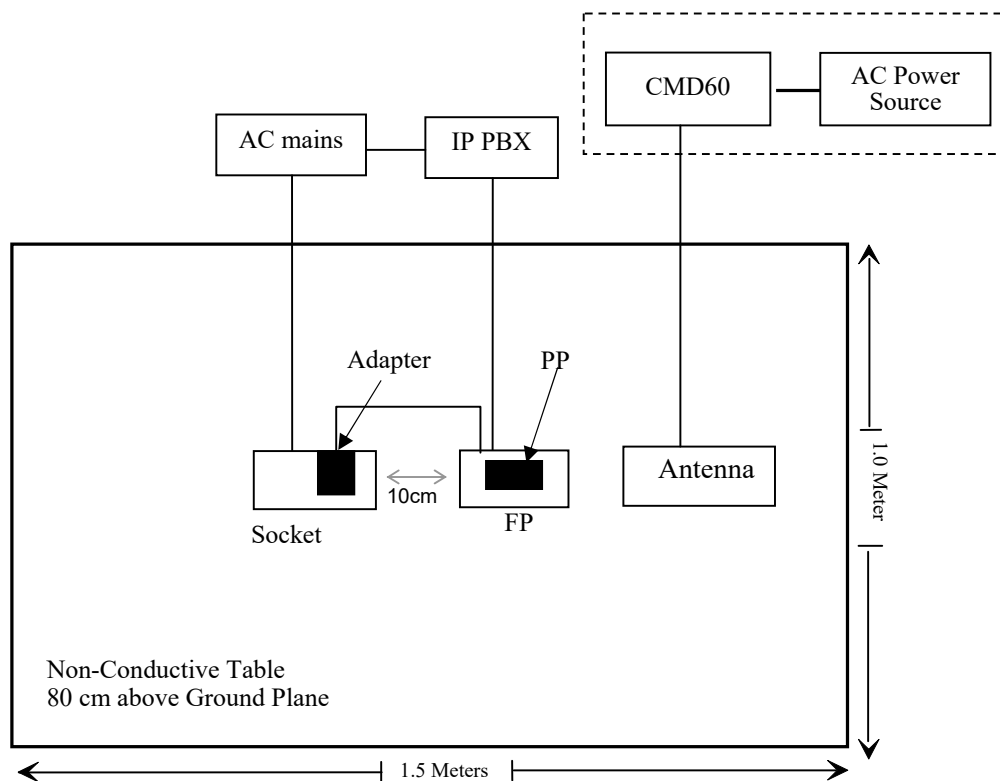 CMD60
AC Power
Source
AC mains
IP PBX
Adapter
PP
Antenna
10cm
Socket
FP
1.0 Meter
Non-Conductive Table
80 cm above Ground Plane
1.5 Meters